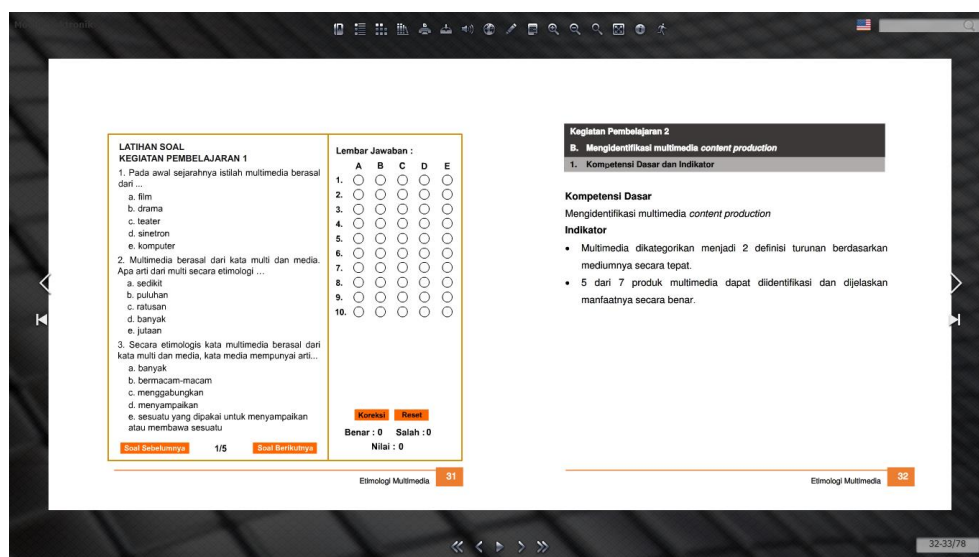 LATIHAN SOAL
KEGIATAN PEMBELAJARAN 1
1. Pada awal sejarahnya istilah multimedia berasal
dari ...
a. film
b. drama
c. teater
d. sinetron
e. komputer
2. Multimedia berasal dari kata multi dan media.
Apa arti dari multi secara etimologi ...
a. sedikit
b. puluhan
c. ratusan
d. banyak
e. jutaan
3. Secara etimologis kata multimedia berasal dari
kata multi dan media, kata media mempunyai arti...
a. banyak
b. bermacam-macam
c. menggabungkan
d. menyampaikan
e. sesuatu yang dipakai untuk menyampaikan
atau membawa sesuatu
Soal Sebelumnya 1/5 Soal Berikutnya
Lembar Jawaban :
A B C D E
1.
2.
3.
4.
5.
6.
7.
8.
9.
10.
Koreksi Reset
Benar : 0 Salah : 0
Nilai : 0
Etimologi Multimedia 31
Kegiatan Pembelajaran 2
B. Mengidentifikasi multimedia content production
1. Kompetensi Dasar dan Indikator
Kompetensi Dasar
Mengidentifikasi multimedia content production
Indikator
• Multimedia dikategorikan menjadi 2 definisi turunan berdasarkan
mediumnya secara tepat.
• 5 dari 7 produk multimedia dapat diidentifikasi dan dijelaskan
manfaatnya secara benar.
Etimologi Multimedia 32
32-33/78